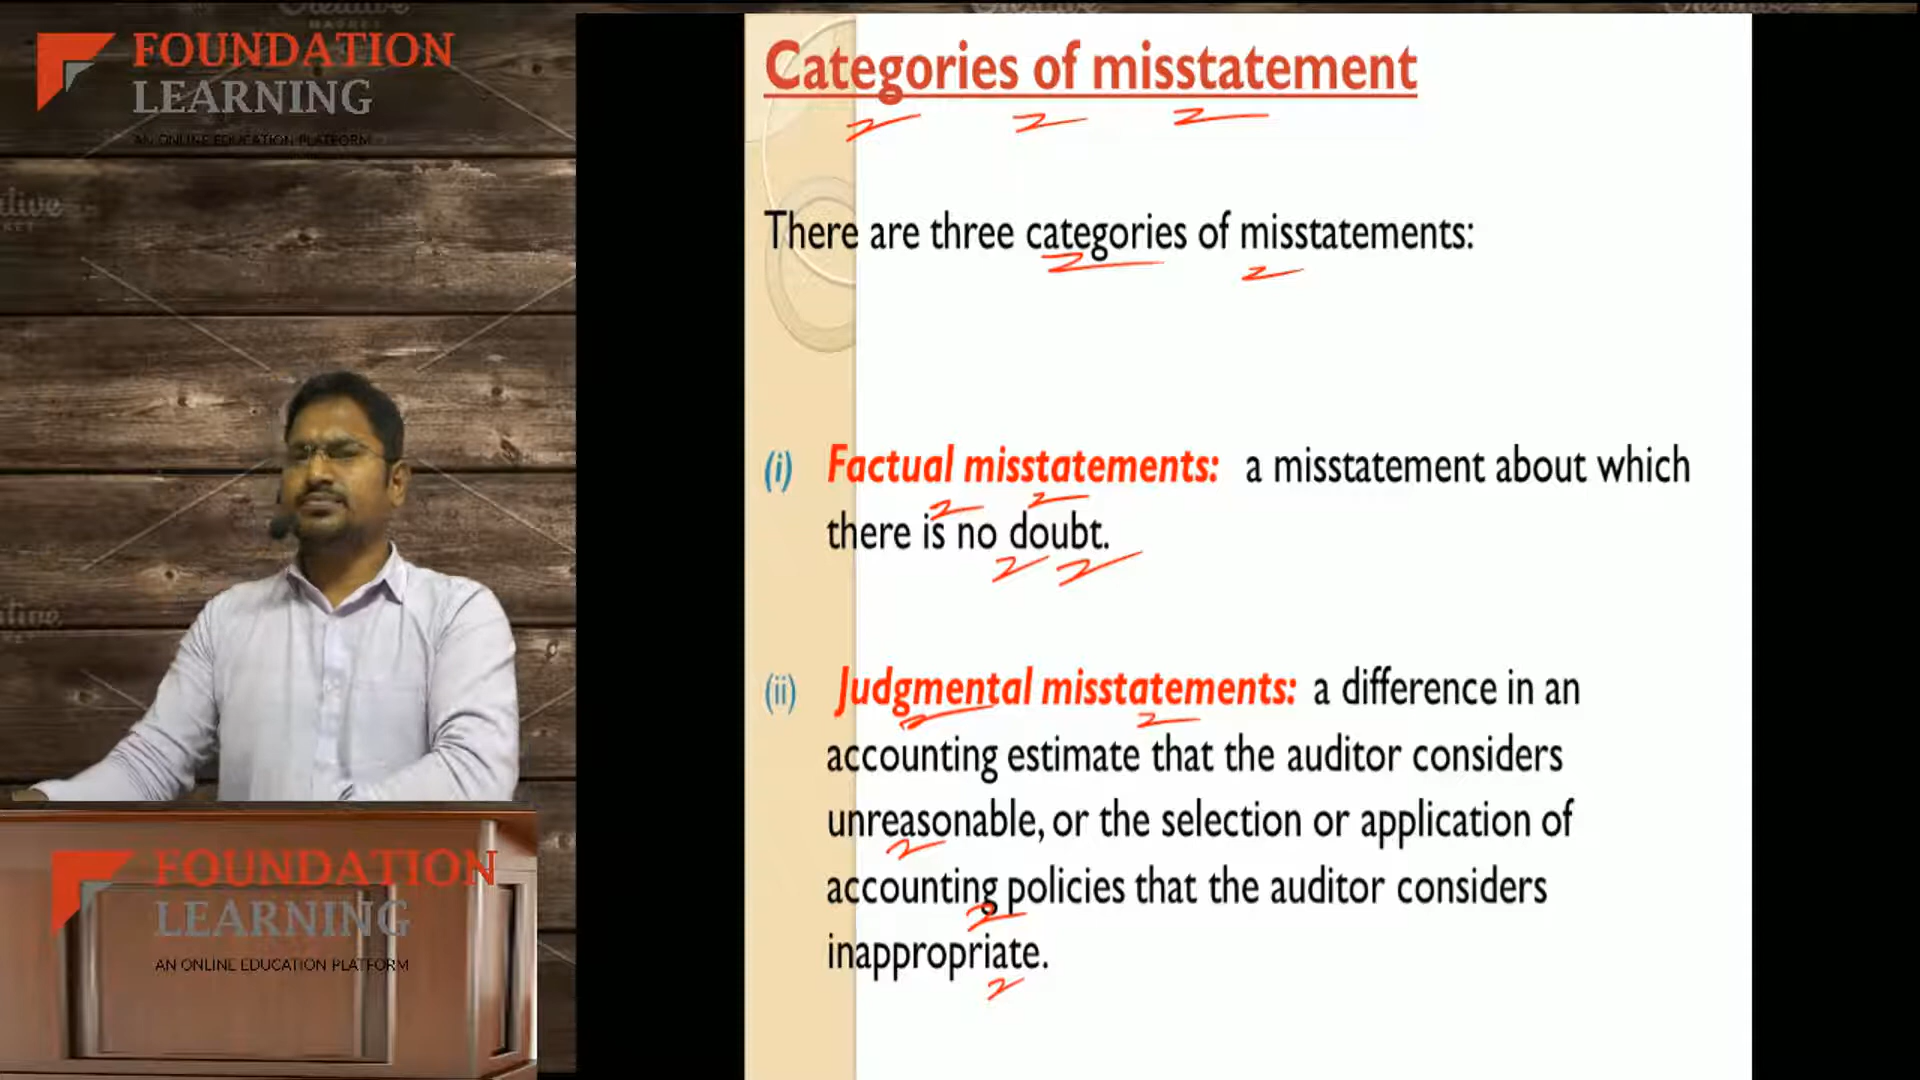 FOUNDATION
LEARNING
AN ONLINE EDUCATION PLATFORM
Categories of misstatement
There are three categories of misstatements:
(i) Factual misstatements: a misstatement about which
there is no doubt.
(ii) Judgmental misstatements: a difference in an
accounting estimate that the auditor considers
unreasonable, or the selection or application of
accounting policies that the auditor considers
inappropriate.
FOUNDATION
LEARNING
AN ONLINE EDUCATION PLATFORM